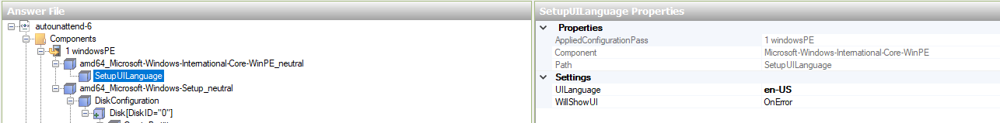 Answer File
autounattend-6
Components
1 windowsPE
amd64_Microsoft-Windows-International-Core-WinPE_neutral
SetupUILanguage
amd64_Microsoft-Windows-Setup_neutral
DiskConfiguration
Disk[DiskID="0"]
SetupUILanguage Properties
Properties
AppliedConfigurationPass 1 windowsPE
Component Microsoft-Windows-International-Core-WinPE
Path SetupUILanguage
Settings
UILanguage en-US
WillShowUI OnError